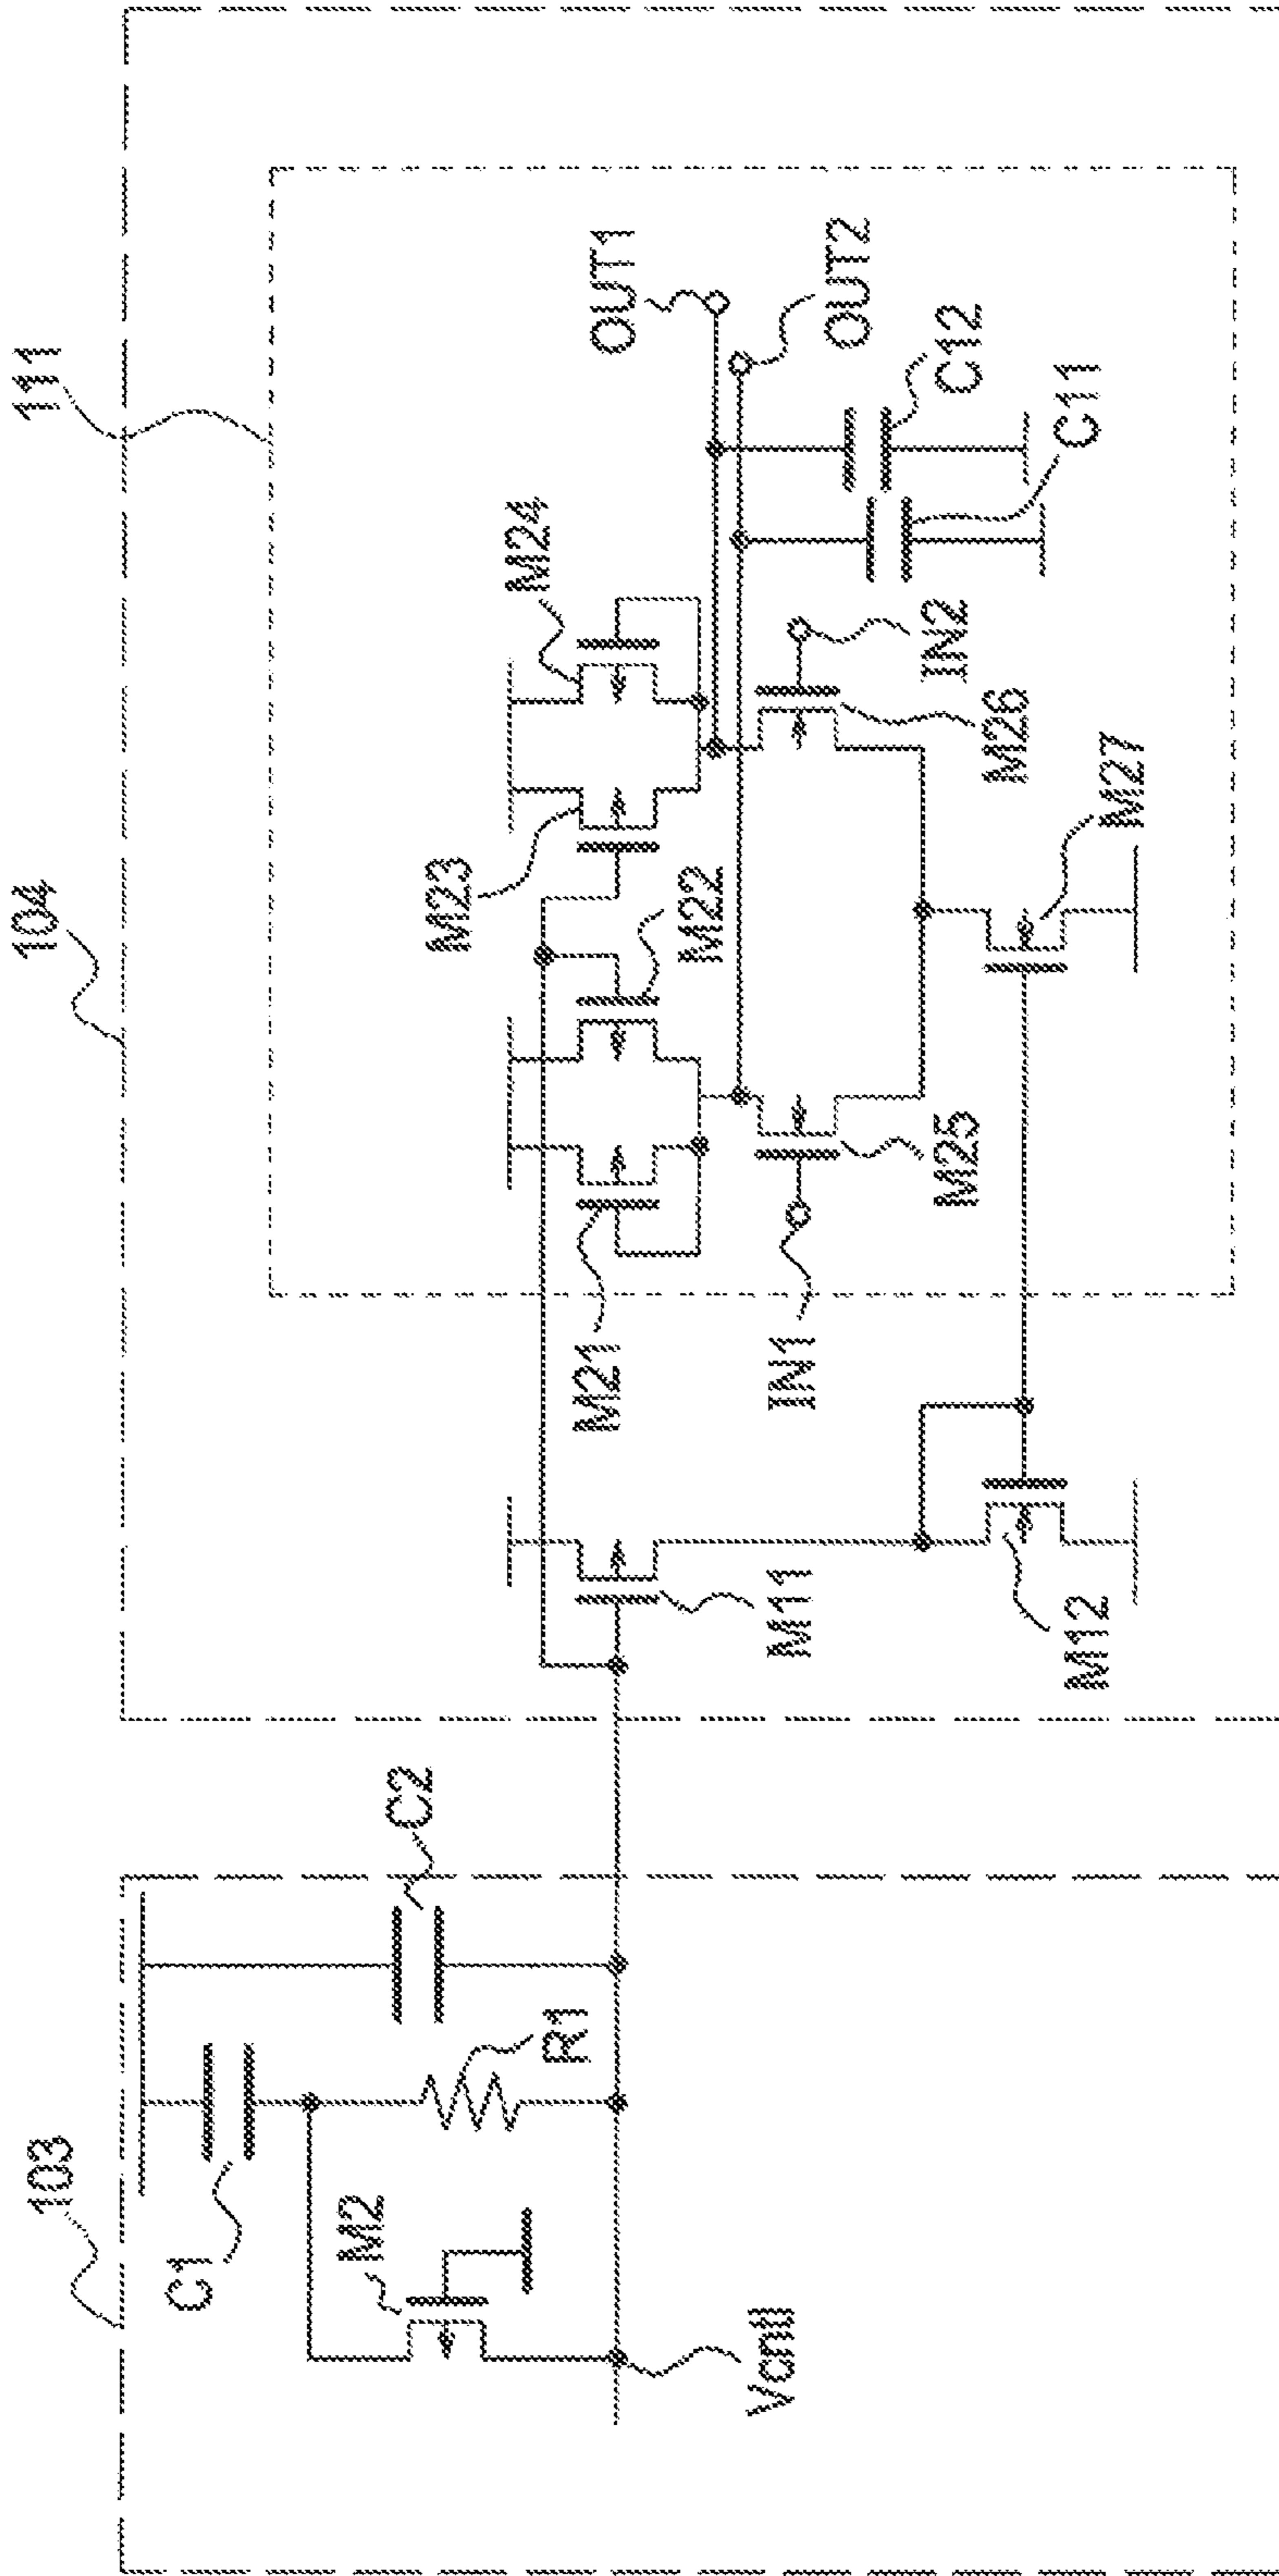 103
104
111
C1
C2
M2
R1
Vcntl
M11
M12
M21
M22
M23
M24
M25
M26
M27
IN1
IN2
OUT1
OUT2
C12
C11